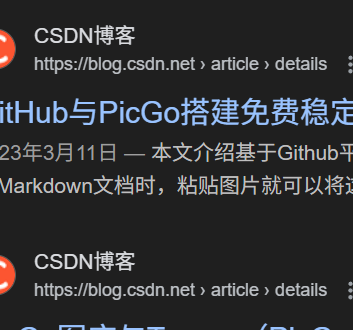 CSDN博客
https://blog.csdn.net › article › details
itHub与PicGo搭建免费稳定
23年3月11日 — 本文介绍基于Github平
Markdown文档时，粘贴图片就可以将这
CSDN博客
https://blog.csdn.net › article › details